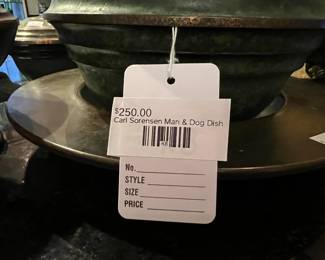 $250.00
Carl Sorensen Man & Dog Dish
No.
STYLE
SIZE
PRICE